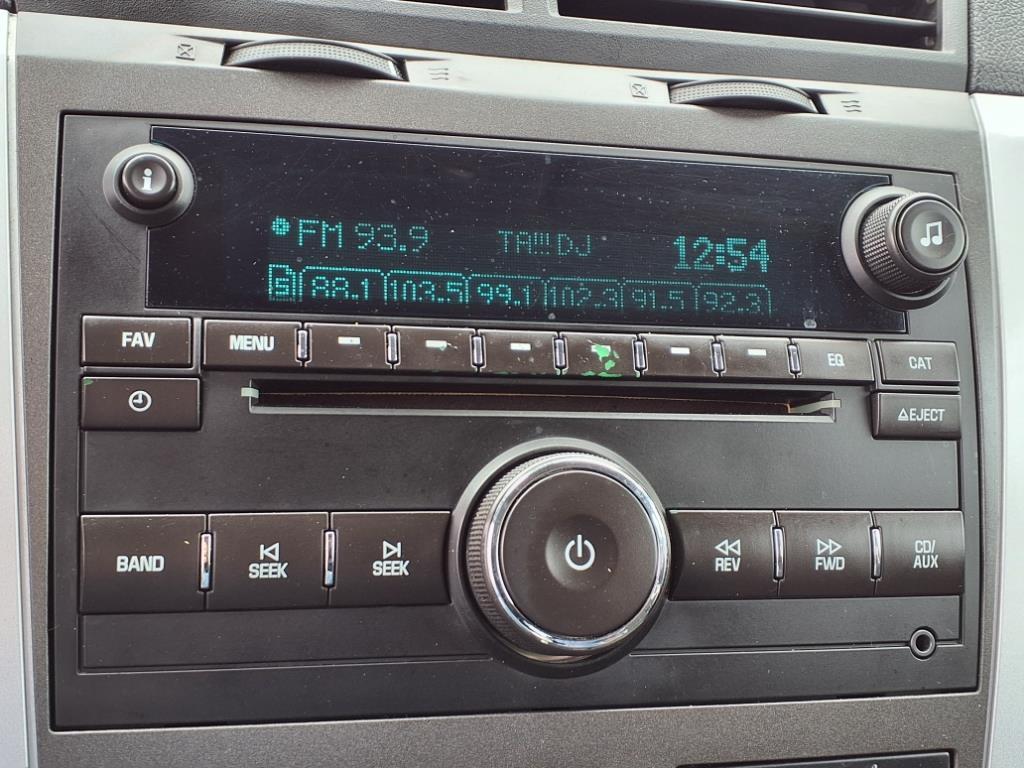 i
FM 93.9 TA!!! DJ 12:54
88.1 103.5 99.1 102.3 91.5 92.3
FAV MENU EQ CAT
EJECT
BAND SEEK SEEK REV FWD CD/
AUX